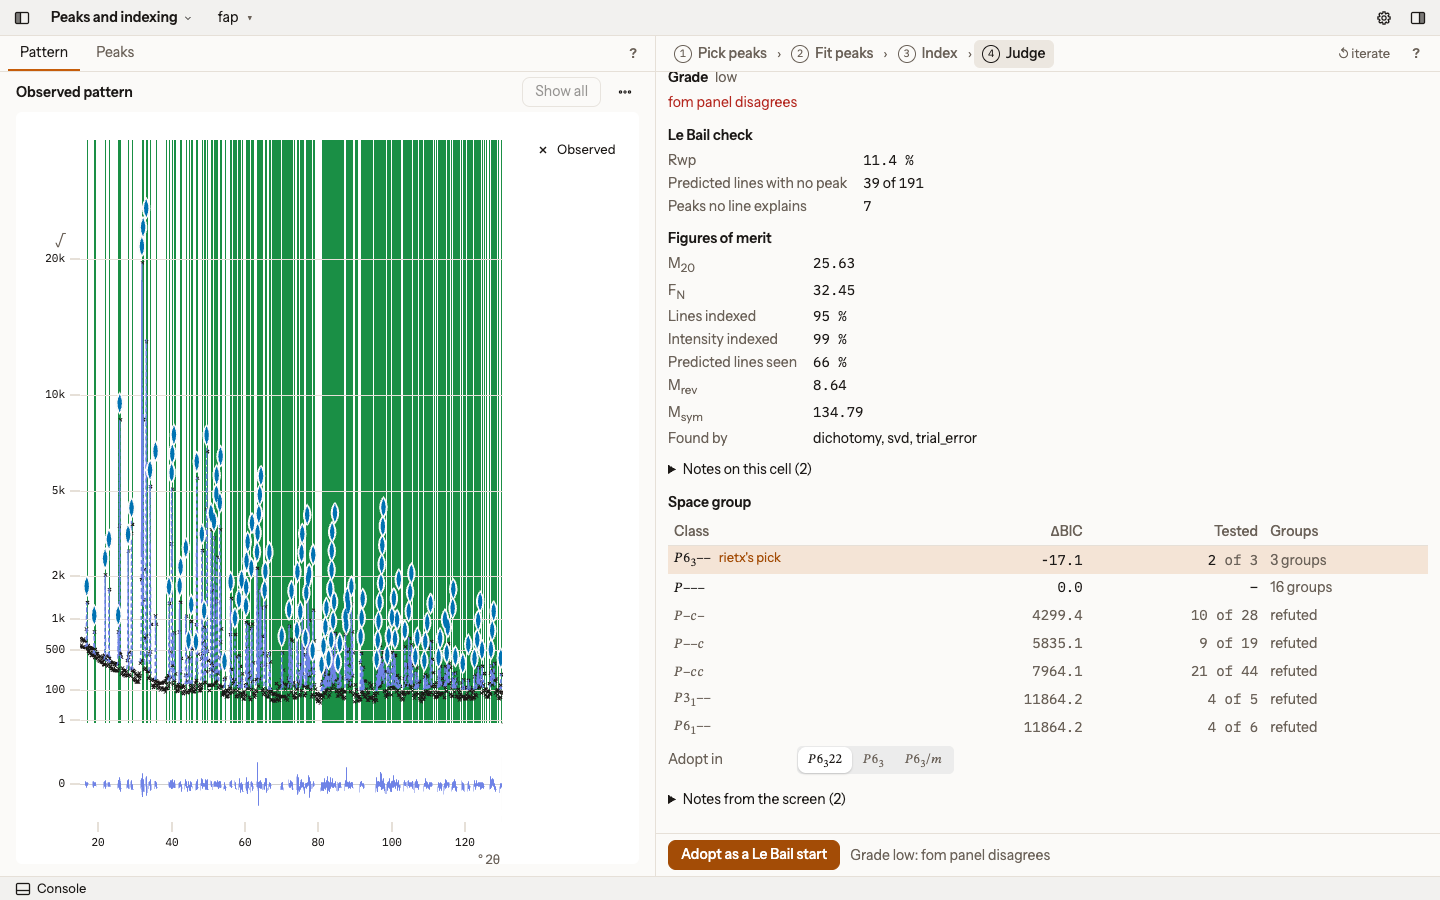 Peaks and indexing fap
Pattern Peaks ?
1 Pick peaks › 2 Fit peaks › 3 Index › 4 Judge iterate ?
Observed pattern Show all •••
Observed
√
20k
10k
5k
2k
1k
500
100
1
0
20 40 60 80 100 120
°2θ
Grade low
fom panel disagrees
Le Bail check
Rwp 11.4 %
Predicted lines with no peak 39 of 191
Peaks no line explains 7
Figures of merit
M20 25.63
FN 32.45
Lines indexed 95 %
Intensity indexed 99 %
Predicted lines seen 66 %
Mrev 8.64
Msym 134.79
Found by dichotomy, svd, trial_error
Notes on this cell (2)
Space group
Class ΔBIC Tested Groups
P63–– rietx's pick -17.1 2 of 3 3 groups
P––– 0.0 – 16 groups
P–c– 4299.4 10 of 28 refuted
P––c 5835.1 9 of 19 refuted
P–cc 7964.1 21 of 44 refuted
P31–– 11864.2 4 of 5 refuted
P61–– 11864.2 4 of 6 refuted
Adopt in P6322 P63 P63/m
Notes from the screen (2)
Adopt as a Le Bail start Grade low: fom panel disagrees
Console